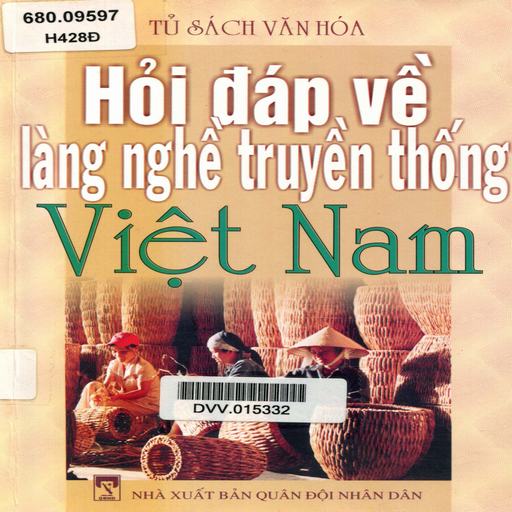 680.09597
H428Đ
TỦ SÁCH VĂN HÓA
Hỏi đáp về
làng nghề truyền thống
Việt Nam
DVV.015332
QĐND
NHÀ XUẤT BẢN QUÂN ĐỘI NHÂN DÂN